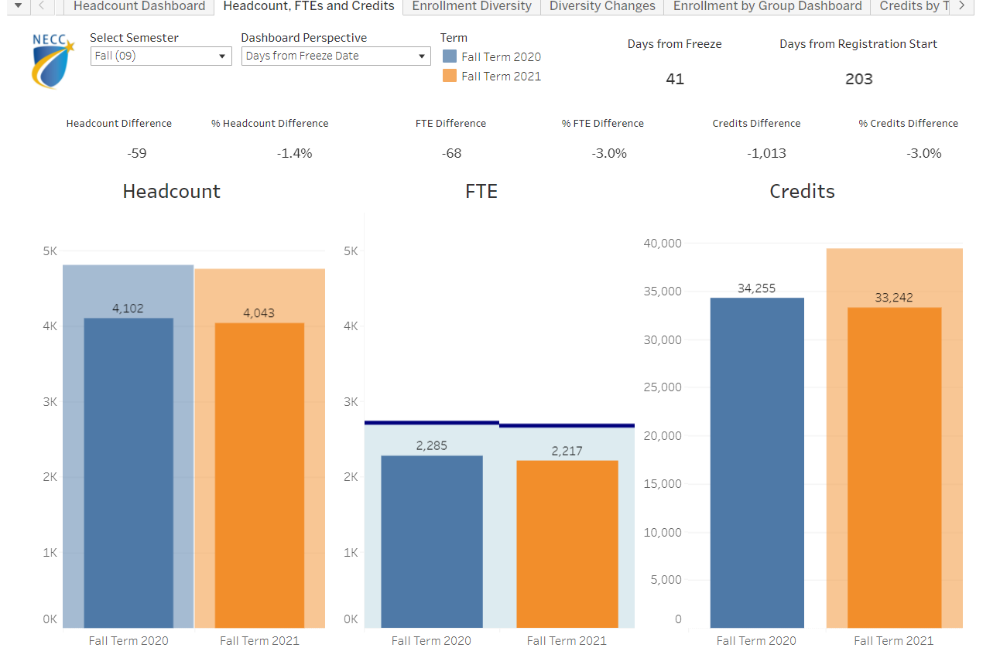 Headcount Dashboard
Headcount, FTEs and Credits
Enrollment Diversity
Diversity Changes
Enrollment by Group Dashboard
Credits by T
NECC
Select Semester
Fall (09)
Dashboard Perspective
Days from Freeze Date
Term
Fall Term 2020
Fall Term 2021
Days from Freeze
41
Days from Registration Start
203
Headcount Difference
-59
% Headcount Difference
-1.4%
FTE Difference
-68
% FTE Difference
-3.0%
Credits Difference
-1,013
% Credits Difference
-3.0%
Headcount
5K
4K
3K
2K
1K
0K
4,102
4,043
Fall Term 2020
Fall Term 2021
FTE
5K
4K
3K
2K
1K
0K
2,285
2,217
Fall Term 2020
Fall Term 2021
Credits
40,000
35,000
30,000
25,000
20,000
15,000
10,000
5,000
0
34,255
33,242
Fall Term 2020
Fall Term 2021